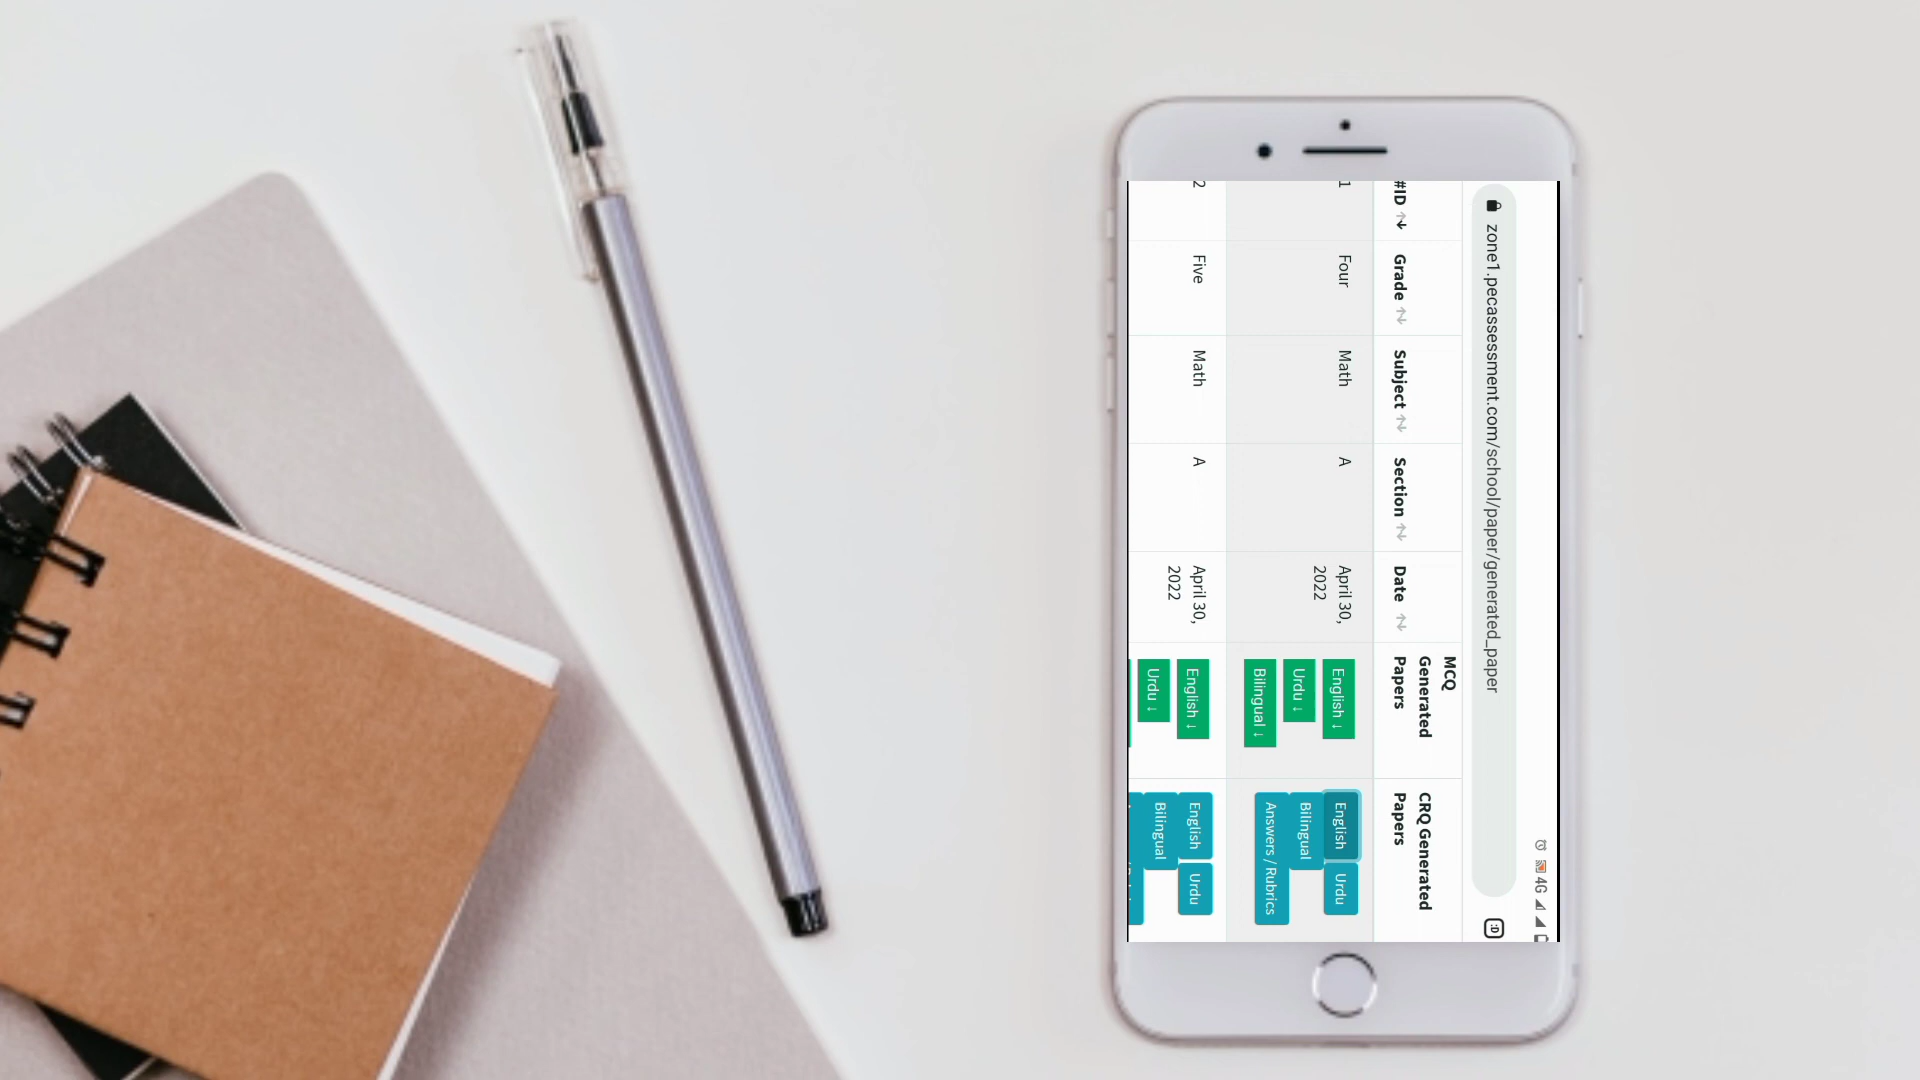 4G
zone1.pecassessment.com/school/paper/generated_paper
:D
#ID Grade Subject Section Date MCQ Generated Papers CRQ Generated Papers
1 Four Math A April 30, 2022 English ↓ Urdu ↓ Bilingual ↓ English Urdu Bilingual Answers / Rubrics
2 Five Math A April 30, 2022 English ↓ Urdu ↓ English Urdu Bilingual